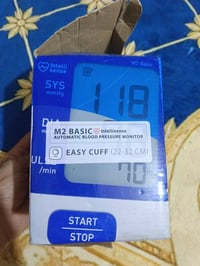 intelli
sense
M2 Basic
SYS
mmHg
118
DIA
M2 BASIC Intellisense
AUTOMATIC BLOOD PRESSURE MONITOR
EASY CUFF (22-32 CM)
/min
70
START
STOP